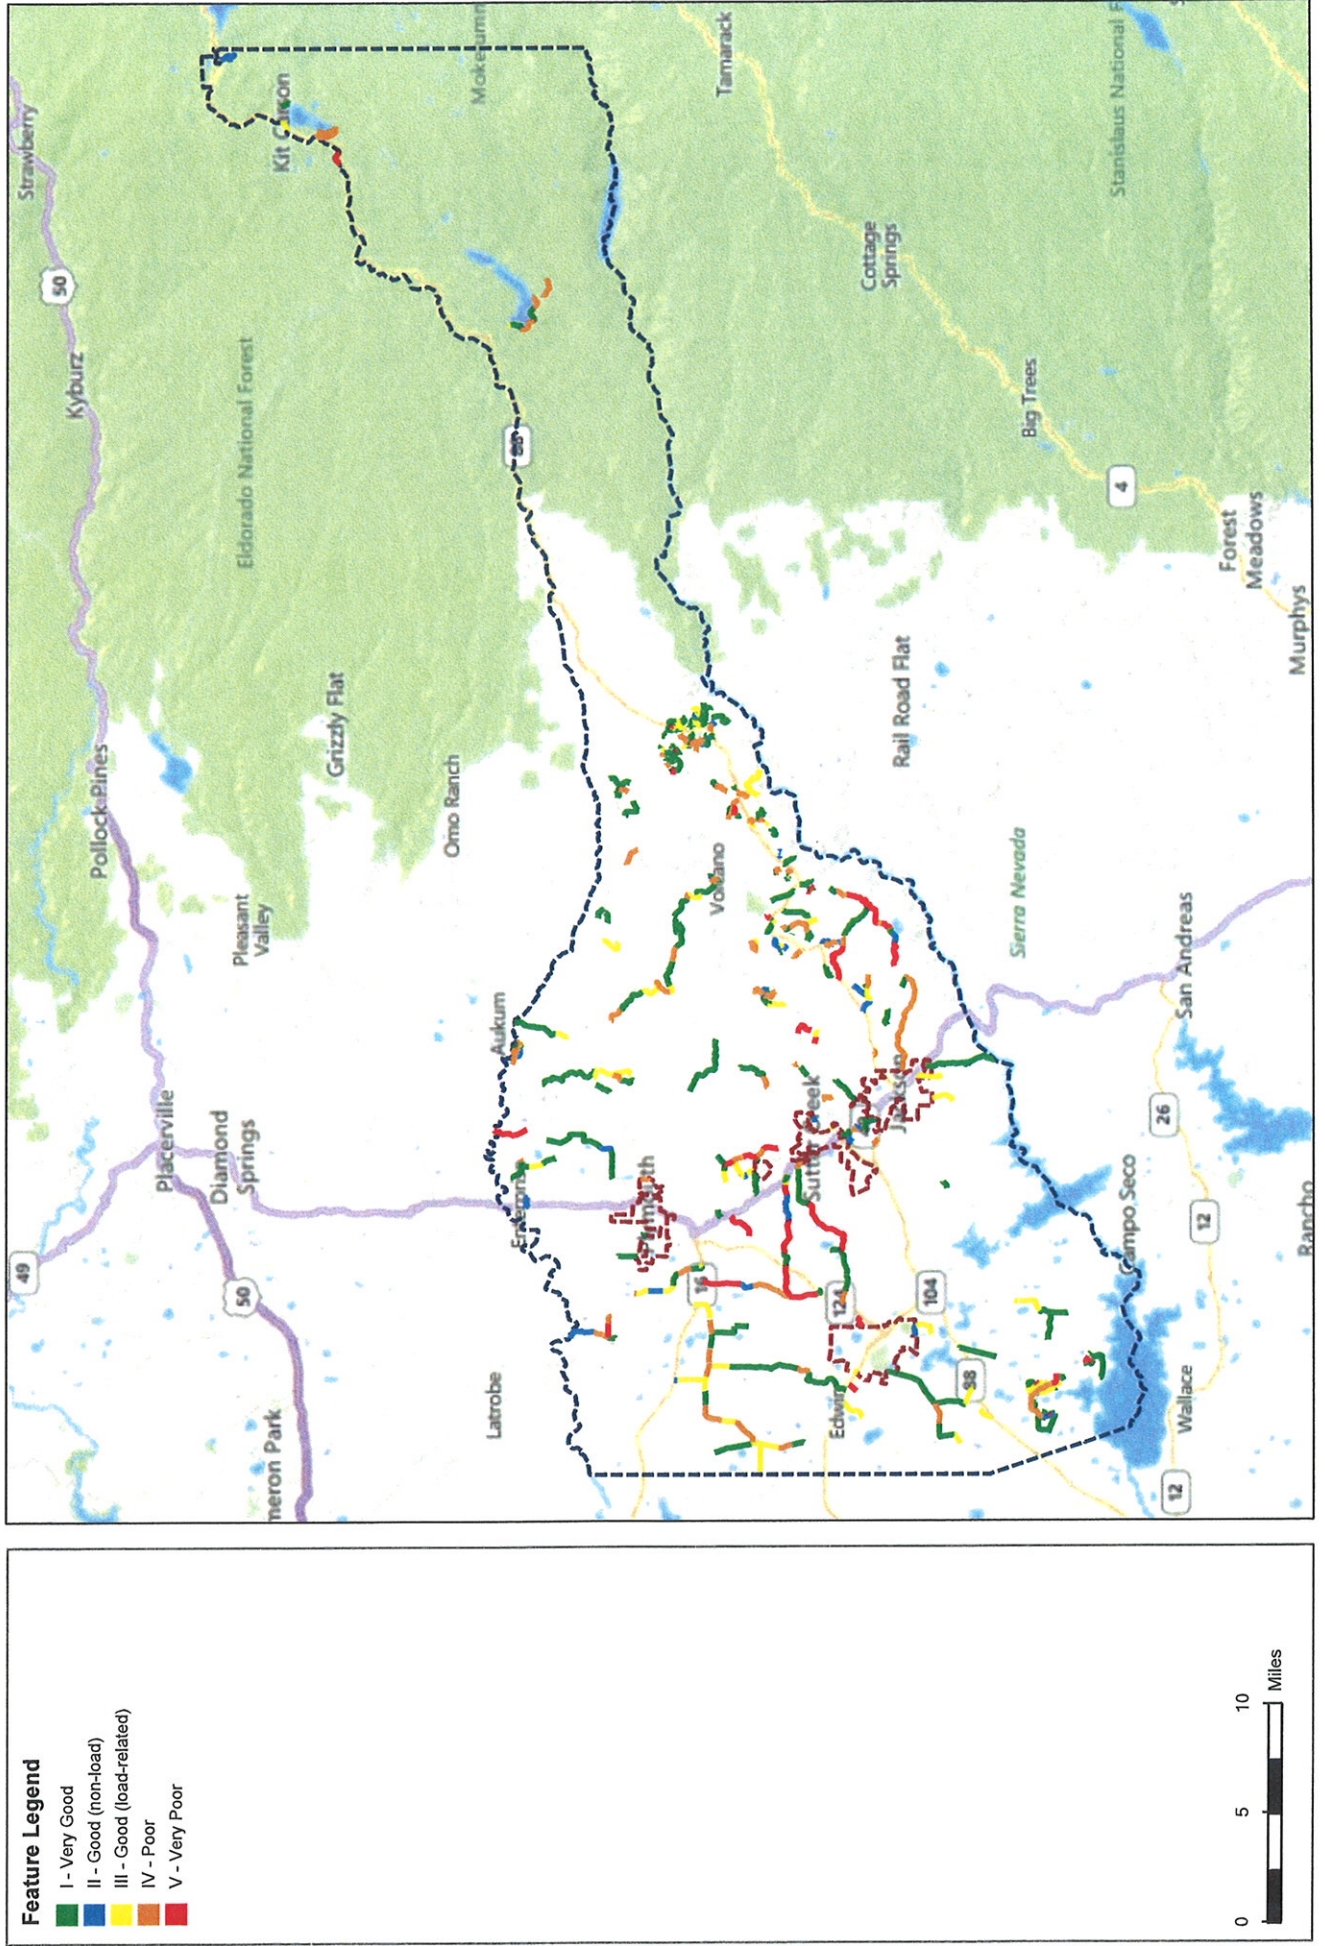 Feature Legend
I - Very Good
II - Good (non-load)
III - Good (load-related)
IV - Poor
V - Very Poor
0
5
10
Miles
49
Placerville
Diamond
Springs
50
meron Park
Pollock Pines
Kyburz
50
Strawberry
Pleasant
Valley
Grizzly Flat
Eldorado National Forest
Kit Carson
Latrobe
Aukum
Omo Ranch
88
Plymouth
16
Volcano
Tamarack
124
Sutter Creek
Jackson
104
88
Rail Road Flat
Cottage
Springs
Sierra Nevada
Big Trees
4
Stanislaus National F
Campo Seco
26
12
Wallace
12
San Andreas
Forest
Meadows
Murphys
Rancho